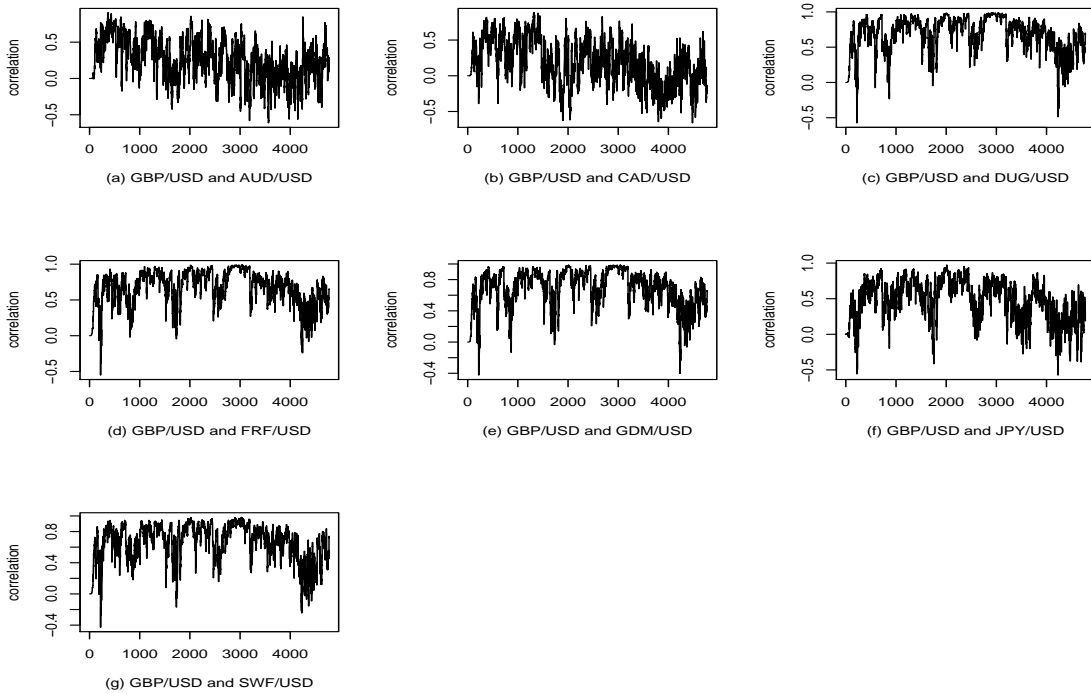 correlation
−0.5
0.0
0.5
0 1000 2000 3000 4000
(a) GBP/USD and AUD/USD
correlation
−0.5
0.0
0.5
0 1000 2000 3000 4000
(b) GBP/USD and CAD/USD
correlation
−0.5
0.0
0.5
1.0
0 1000 2000 3000 4000
(c) GBP/USD and DUG/USD
correlation
−0.5
0.0
0.5
1.0
0 1000 2000 3000 4000
(d) GBP/USD and FRF/USD
correlation
−0.4
0.0
0.4
0.8
0 1000 2000 3000 4000
(e) GBP/USD and GDM/USD
correlation
−0.5
0.0
0.5
1.0
0 1000 2000 3000 4000
(f) GBP/USD and JPY/USD
correlation
−0.4
0.0
0.4
0.8
0 1000 2000 3000 4000
(g) GBP/USD and SWF/USD